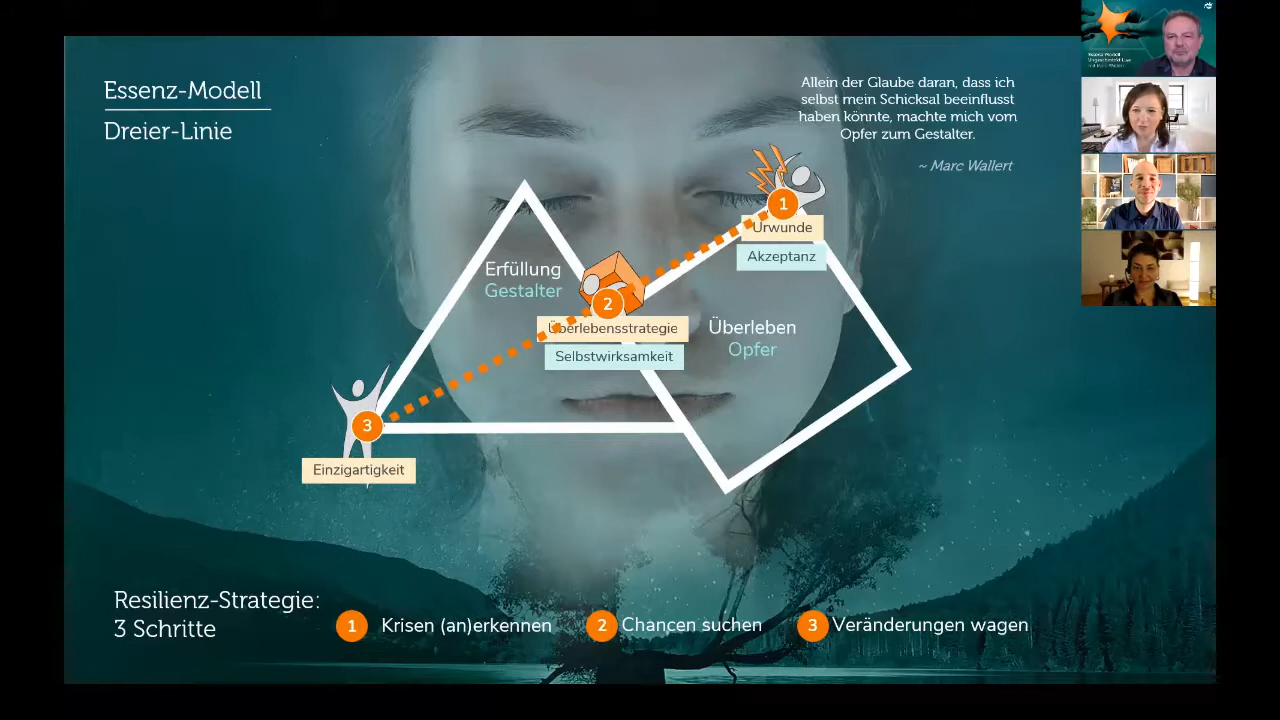 Essenz-Modell
Dreier-Linie
Allein der Glaube daran, dass ich
selbst mein Schicksal beeinflusst
haben könnte, machte mich vom
Opfer zum Gestalter.
~ Marc Wallert
1
Urwunde
Akzeptanz
Erfüllung
Gestalter
2
Überlebensstrategie
Selbstwirksamkeit
Überleben
Opfer
3
Einzigartigkeit
Resilienz-Strategie:
3 Schritte
1 Krisen (an)erkennen
2 Chancen suchen
3 Veränderungen wagen
Essenz-Modell